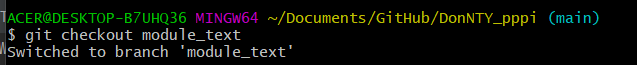 ACER@DESKTOP-B7UHQ36 MINGW64 ~/Documents/GitHub/DonNTY_pppi (main)
$ git checkout module_text
Switched to branch 'module_text'